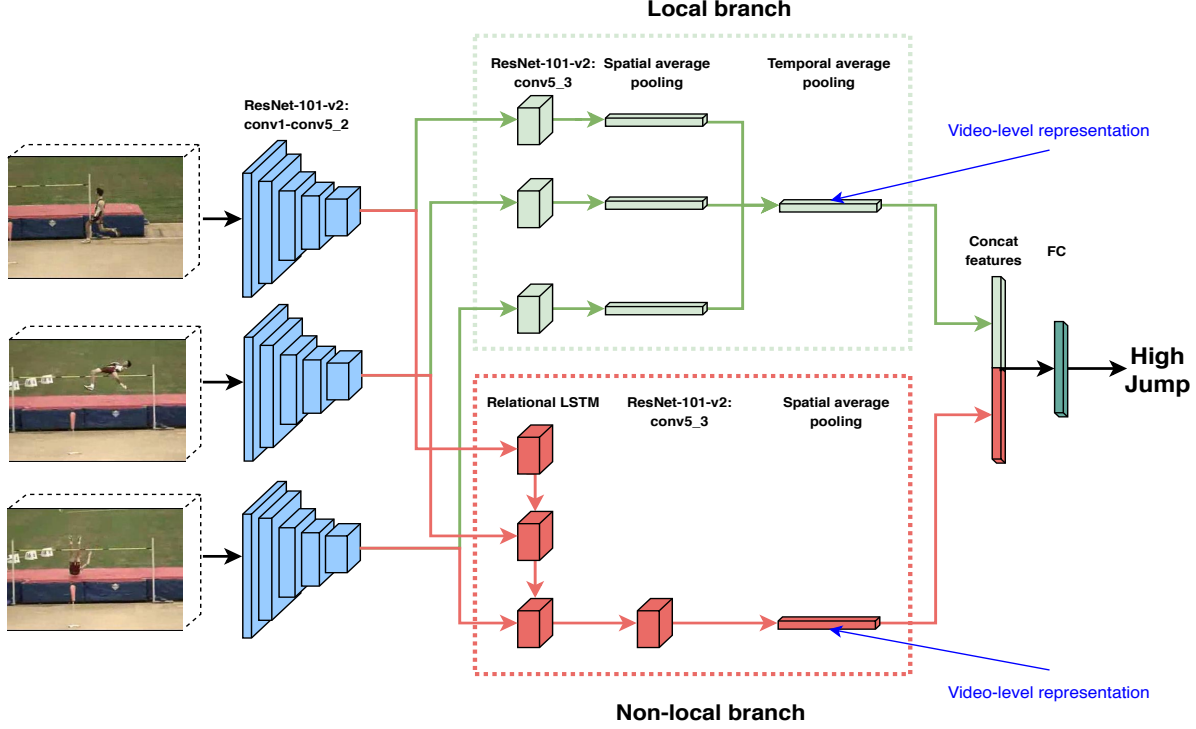 Local branch
ResNet-101-v2:
conv5_3
Spatial average
pooling
Temporal average
pooling
ResNet-101-v2:
conv1-conv5_2
Video-level representation
Concat
features
FC
High
Jump
Relational LSTM
ResNet-101-v2:
conv5_3
Spatial average
pooling
Video-level representation
Non-local branch